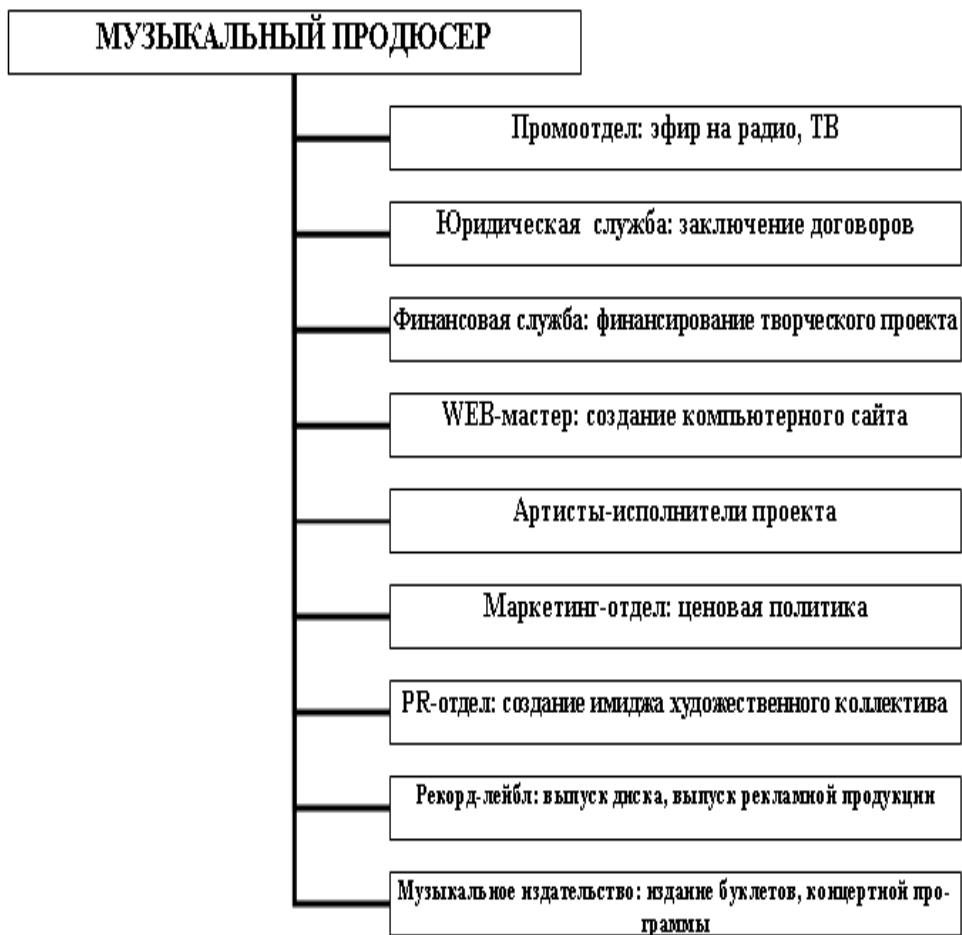 МУЗЫКАЛЬНЫЙ ПРОДЮСЕР
Промоотдел: эфир на радио, ТВ
Юридическая служба: заключение договоров
Финансовая служба: финансирование творческого проекта
WEB-мастер: создание компьютерного сайта
Артисты-исполнители проекта
Маркетинг-отдел: ценовая политика
PR-отдел: создание имиджа художественного коллектива
Рекорд-лейбл: выпуск диска, выпуск рекламной продукции
Музыкальное издательство: издание буклетов, концертной про-
граммы